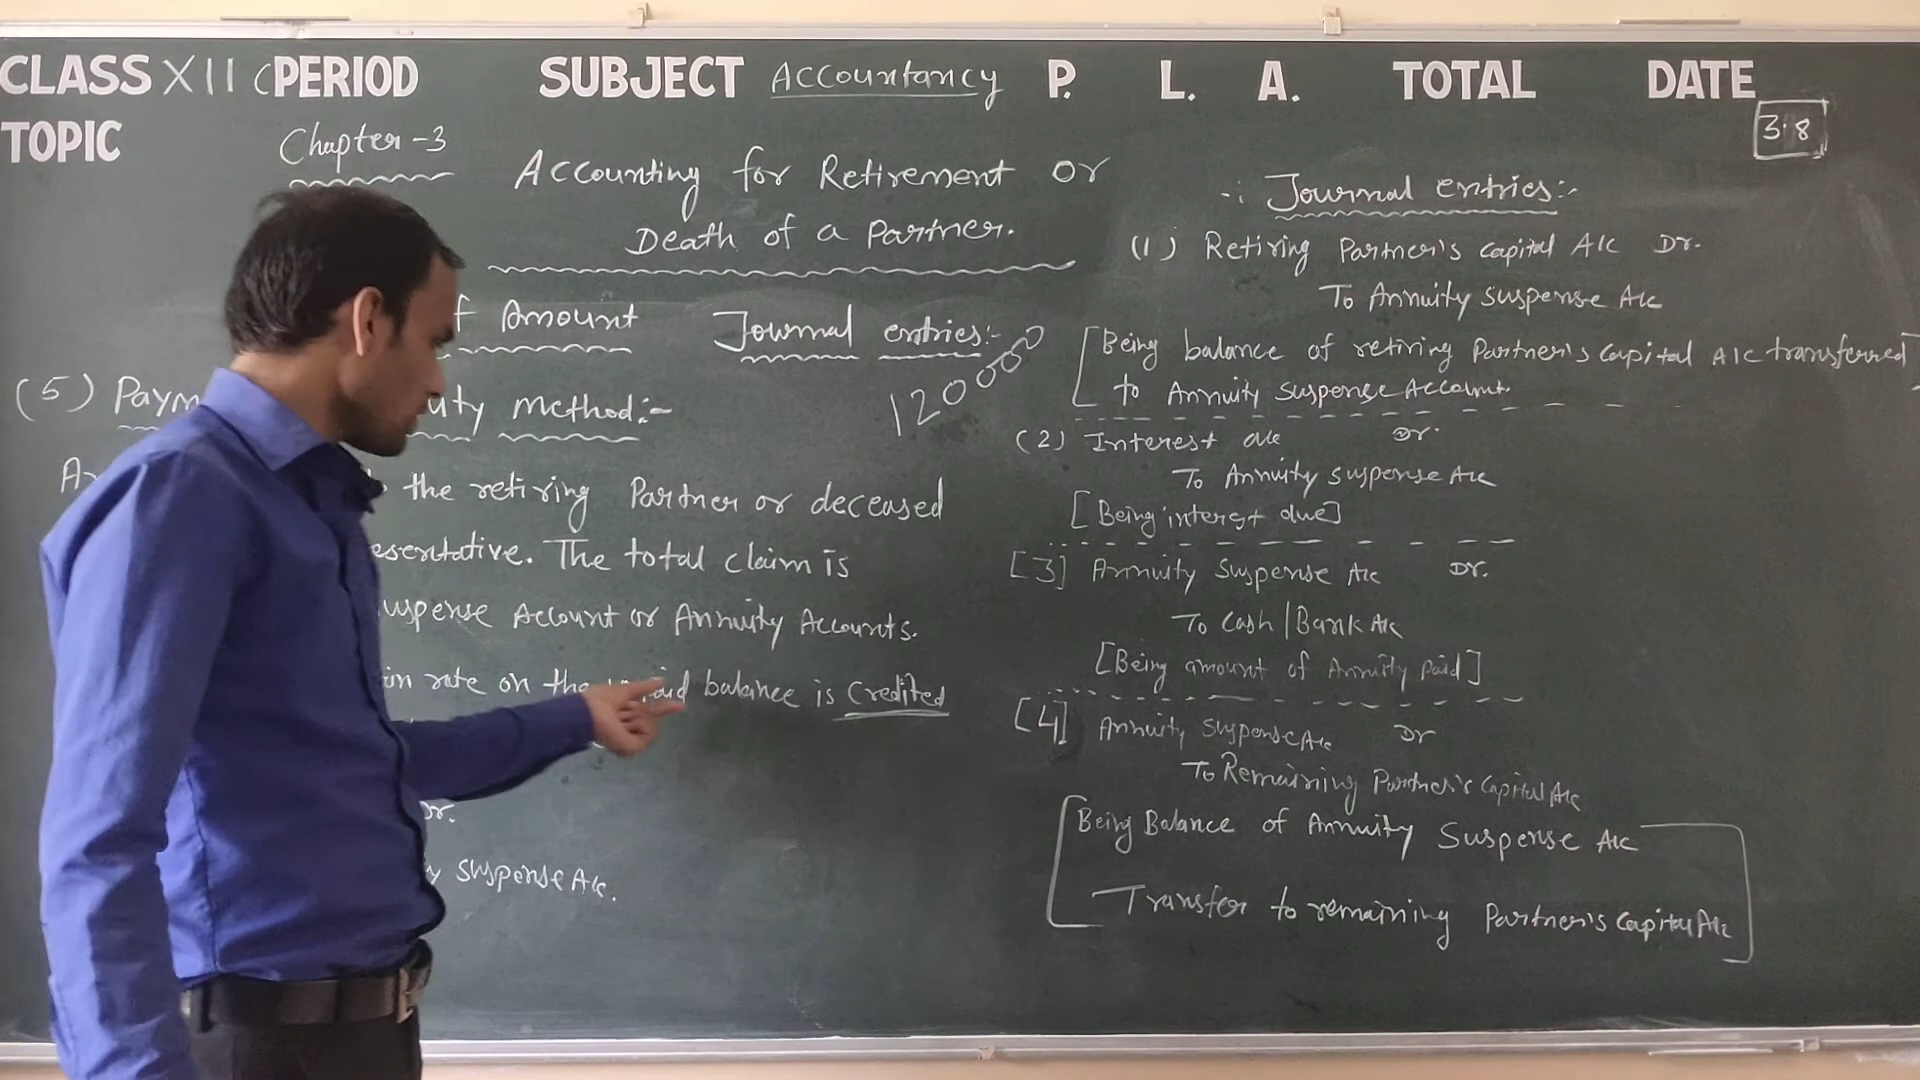 CLASS XII (PERIOD SUBJECT Accountancy P. L. A. TOTAL DATE
TOPIC
Chapter -3
3.8
Accounting for Retirement or
Death of a Partner.
f Amount
Journal entries:-
(5) Paym uty method:-
120000
the retiring Partner or deceased
esentative. The total claim is
uspense Account or Annuity Accounts.
rate on the balance is Credited
Dr.
y suspense A/c.
-: Journal entries:-
(1) Retiring Partner's Capital A/c Dr.
To Annuity suspense A/c
[Being balance of retiring Partner's Capital A/c transferred
to Annuity Suspense Account.]
(2) Interest a/c Dr.
To Annuity suspense A/c
[Being interest due]
[3] Annuity Suspense A/c Dr.
To Cash/Bank A/c
[Being amount of Annuity paid]
[4] Annuity Suspense A/c Dr
To Remaining Partner's Capital A/c
[Being Balance of Annuity Suspense A/c
Transfer to remaining Partner's Capital A/c]